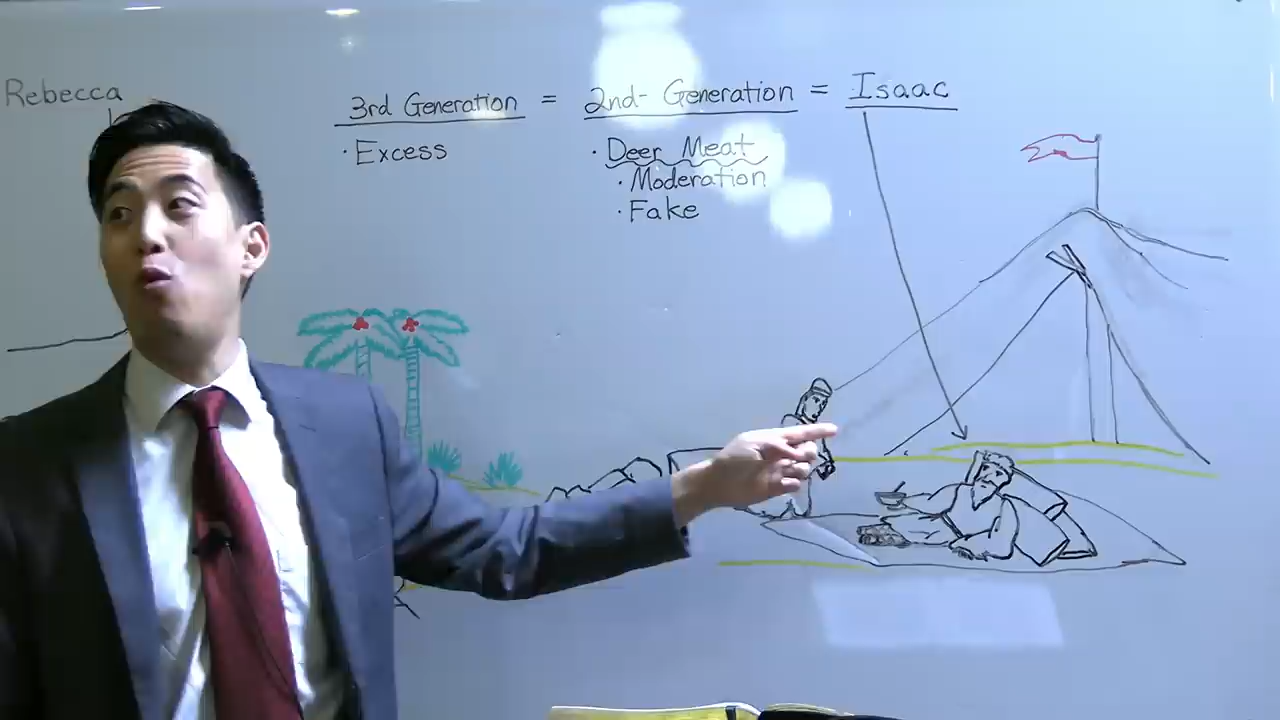 Rebecca
3rd Generation = 2nd- Generation = Isaac
· Excess
· Deer Meat
· Moderation
· Fake